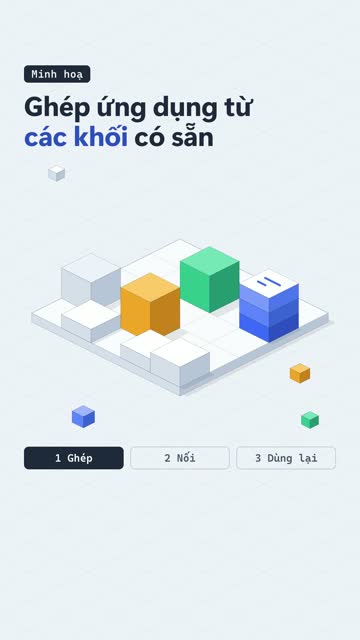 Minh hoạ
Ghép ứng dụng từ
các khối có sẵn
1 Ghép
2 Nối
3 Dùng lại